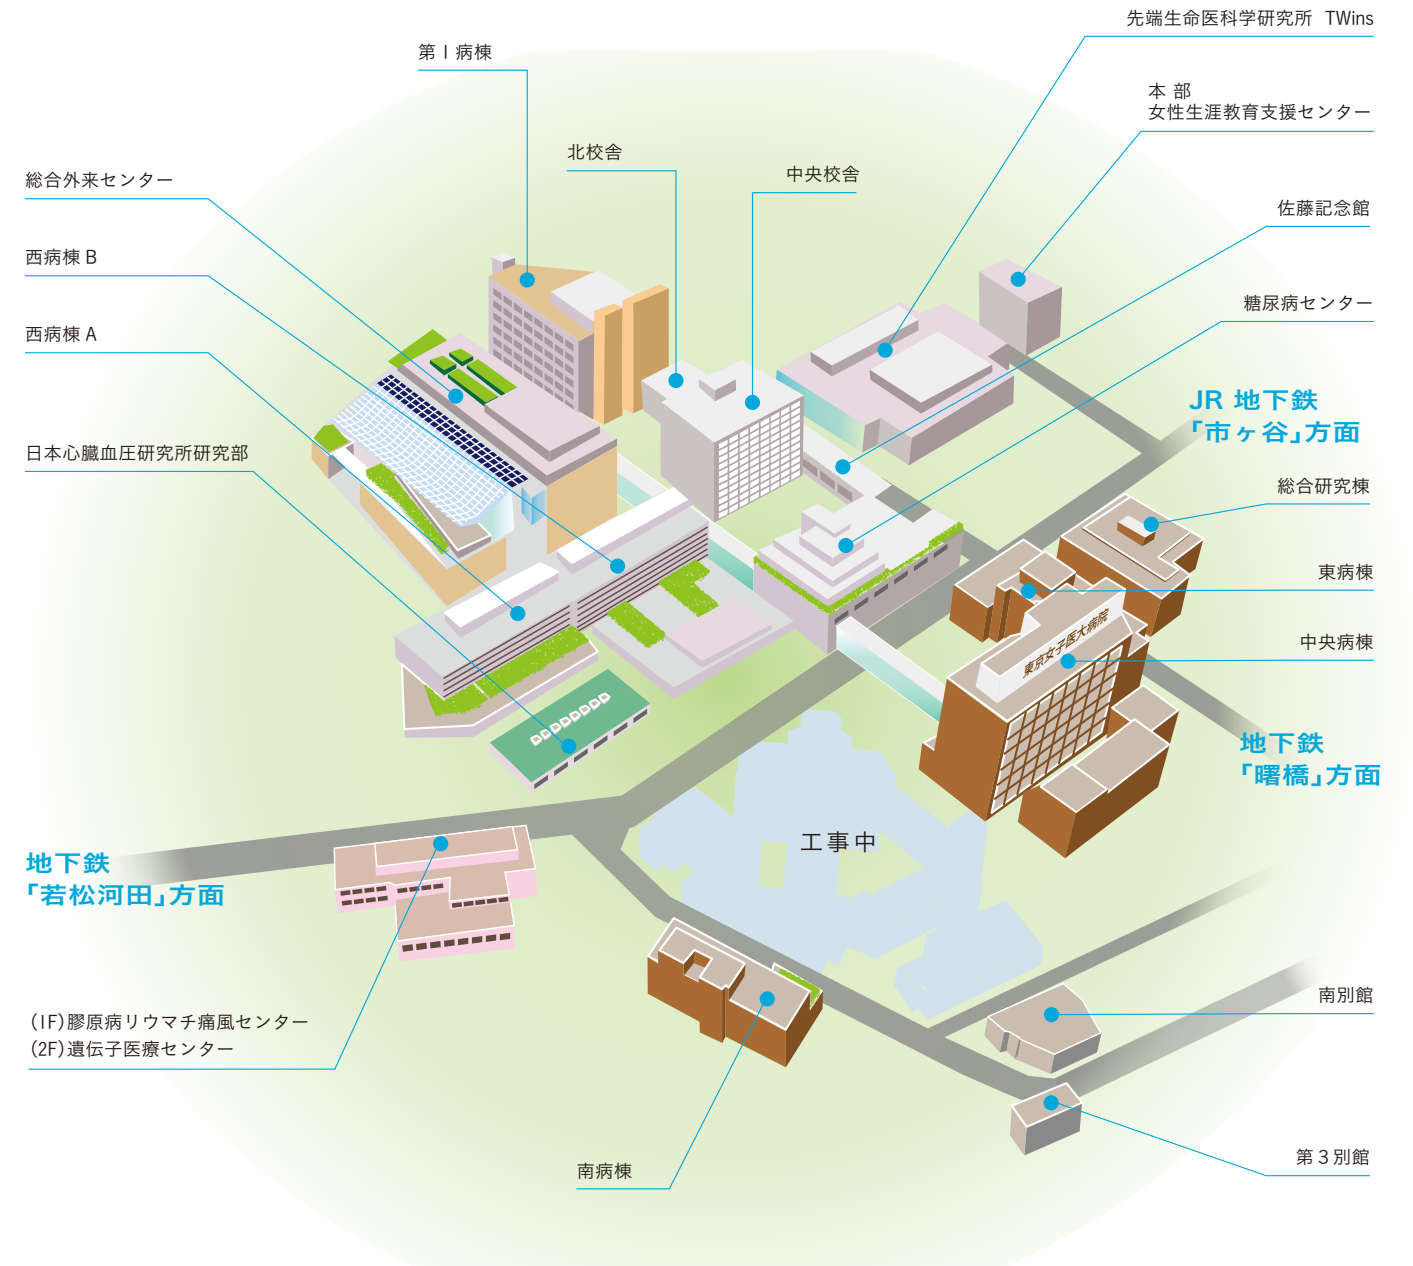 先端生命医科学研究所 TWins
第1病棟
本 部
女性生涯教育支援センター
北校舎
中央校舎
総合外来センター
佐藤記念館
西病棟 B
糖尿病センター
西病棟 A
JR 地下鉄
「市ヶ谷」方面
日本心臓血圧研究所研究部
総合研究棟
東病棟
東京女子医大病院
中央病棟
地下鉄
「曙橋」方面
工事中
地下鉄
「若松河田」方面
南別館
(1F)膠原病リウマチ痛風センター
(2F)遺伝子医療センター
第3別館
南病棟